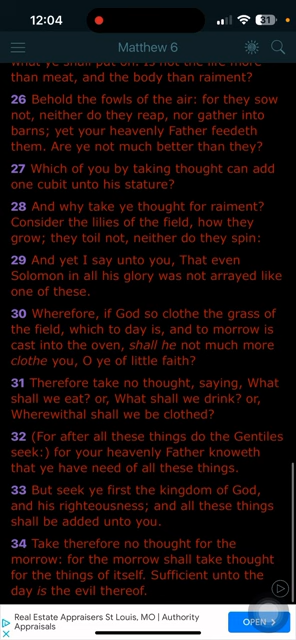 12:04
31
Matthew 6
what ye shall put on. Is not the life more
than meat, and the body than raiment?
26 Behold the fowls of the air: for they sow
not, neither do they reap, nor gather into
barns; yet your heavenly Father feedeth
them. Are ye not much better than they?
27 Which of you by taking thought can add
one cubit unto his stature?
28 And why take ye thought for raiment?
Consider the lilies of the field, how they
grow; they toil not, neither do they spin:
29 And yet I say unto you, That even
Solomon in all his glory was not arrayed like
one of these.
30 Wherefore, if God so clothe the grass of
the field, which to day is, and to morrow is
cast into the oven, shall he not much more
clothe you, O ye of little faith?
31 Therefore take no thought, saying, What
shall we eat? or, What shall we drink? or,
Wherewithal shall we be clothed?
32 (For after all these things do the Gentiles
seek:) for your heavenly Father knoweth
that ye have need of all these things.
33 But seek ye first the kingdom of God,
and his righteousness; and all these things
shall be added unto you.
34 Take therefore no thought for the
morrow: for the morrow shall take thought
for the things of itself. Sufficient unto the
day is the evil thereof.
Real Estate Appraisers St Louis, MO | Authority
Appraisals
OPEN >